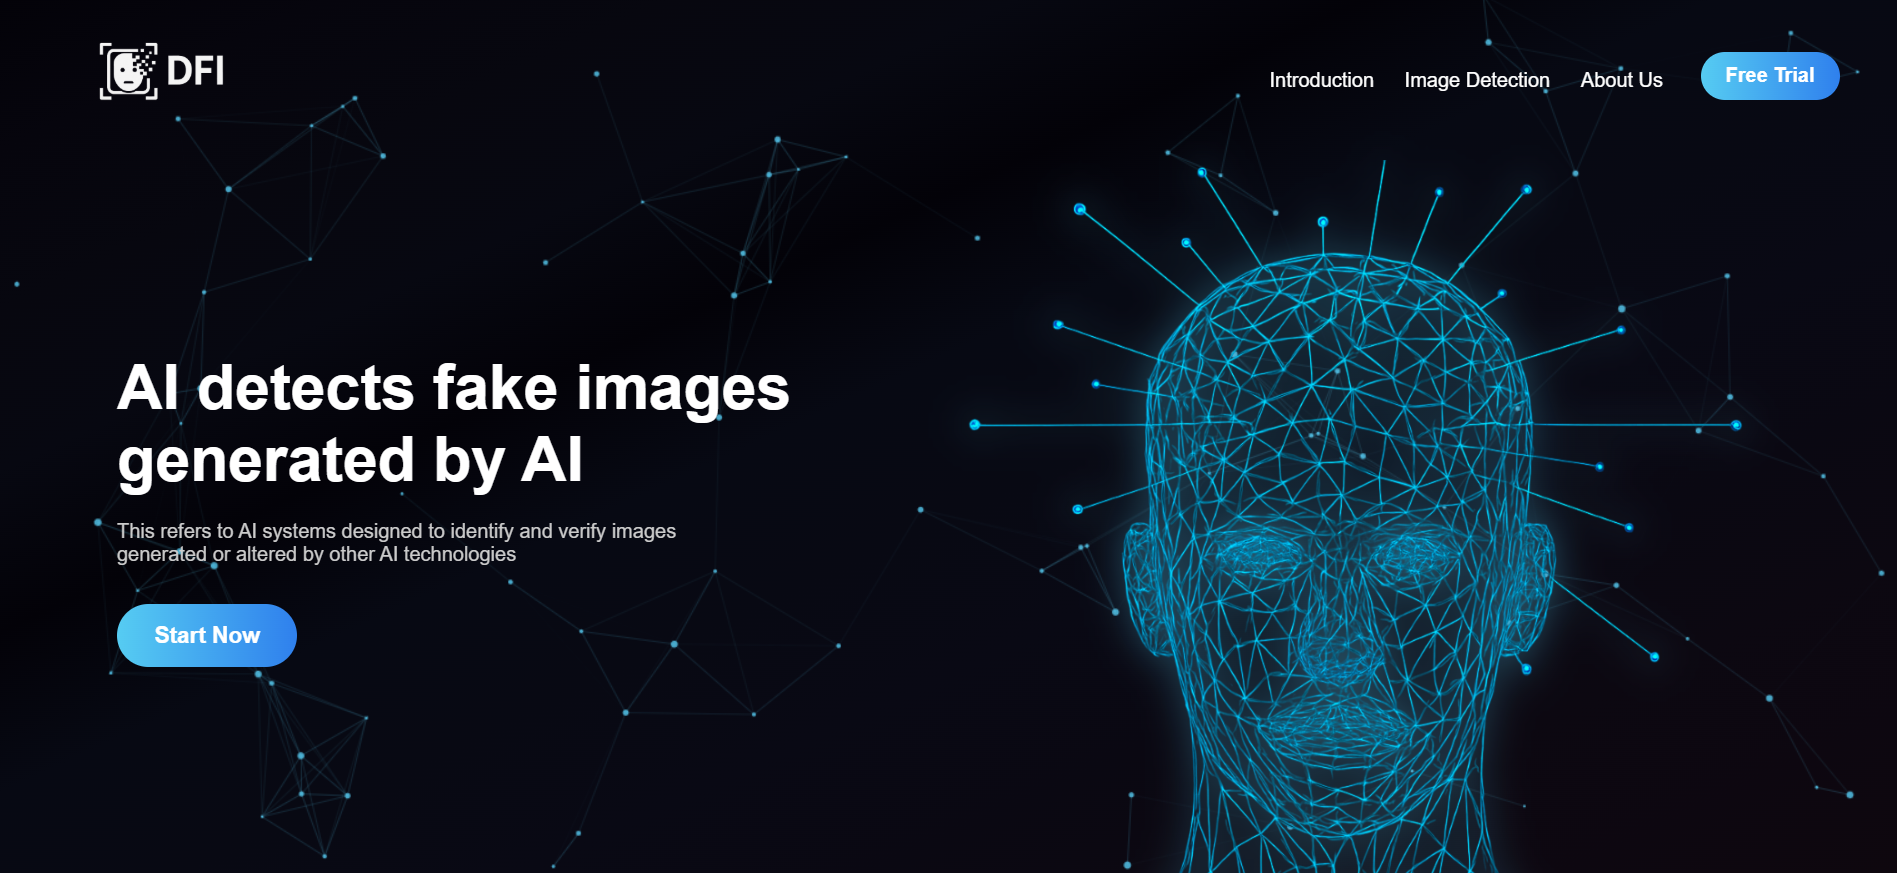 DFI
Introduction
Image Detection
About Us
Free Trial
AI detects fake images
generated by AI
This refers to AI systems designed to identify and verify images
generated or altered by other AI technologies
Start Now